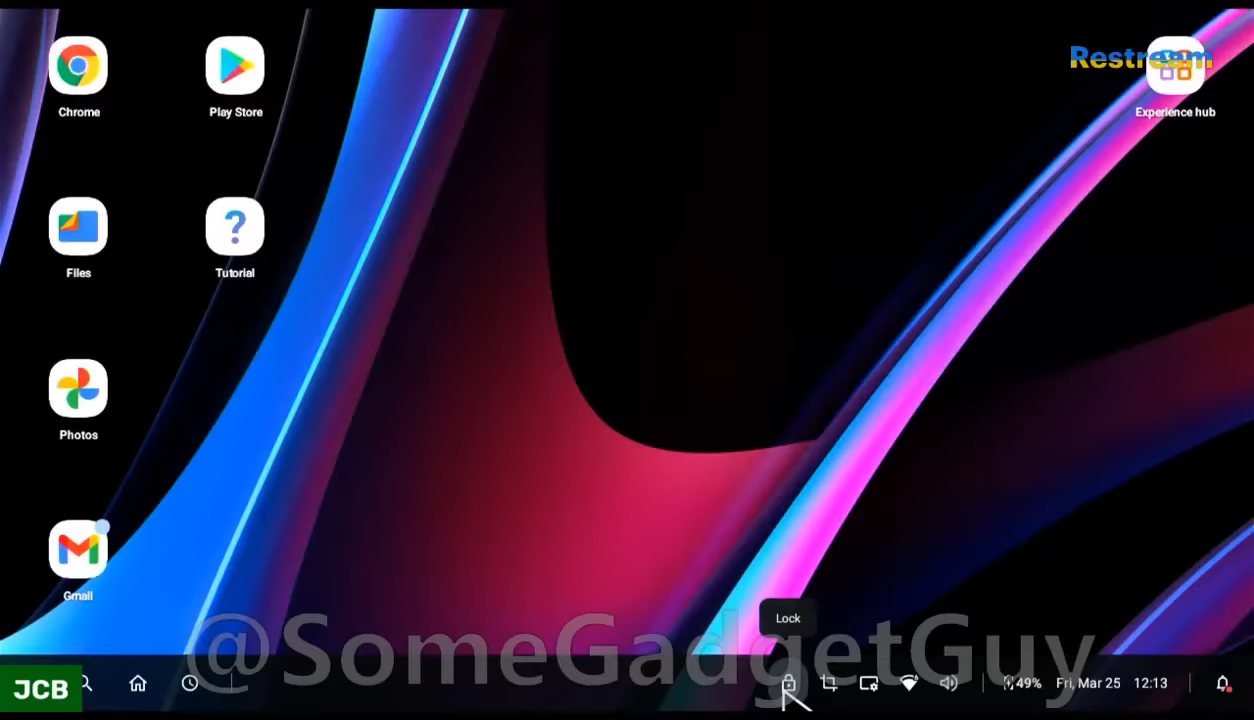 Restream
Chrome
Play Store
Experience hub
Files
Tutorial
Photos
Gmail
Lock
@SomeGadgetGuy
JCB
49%
Fri, Mar 25
12:13